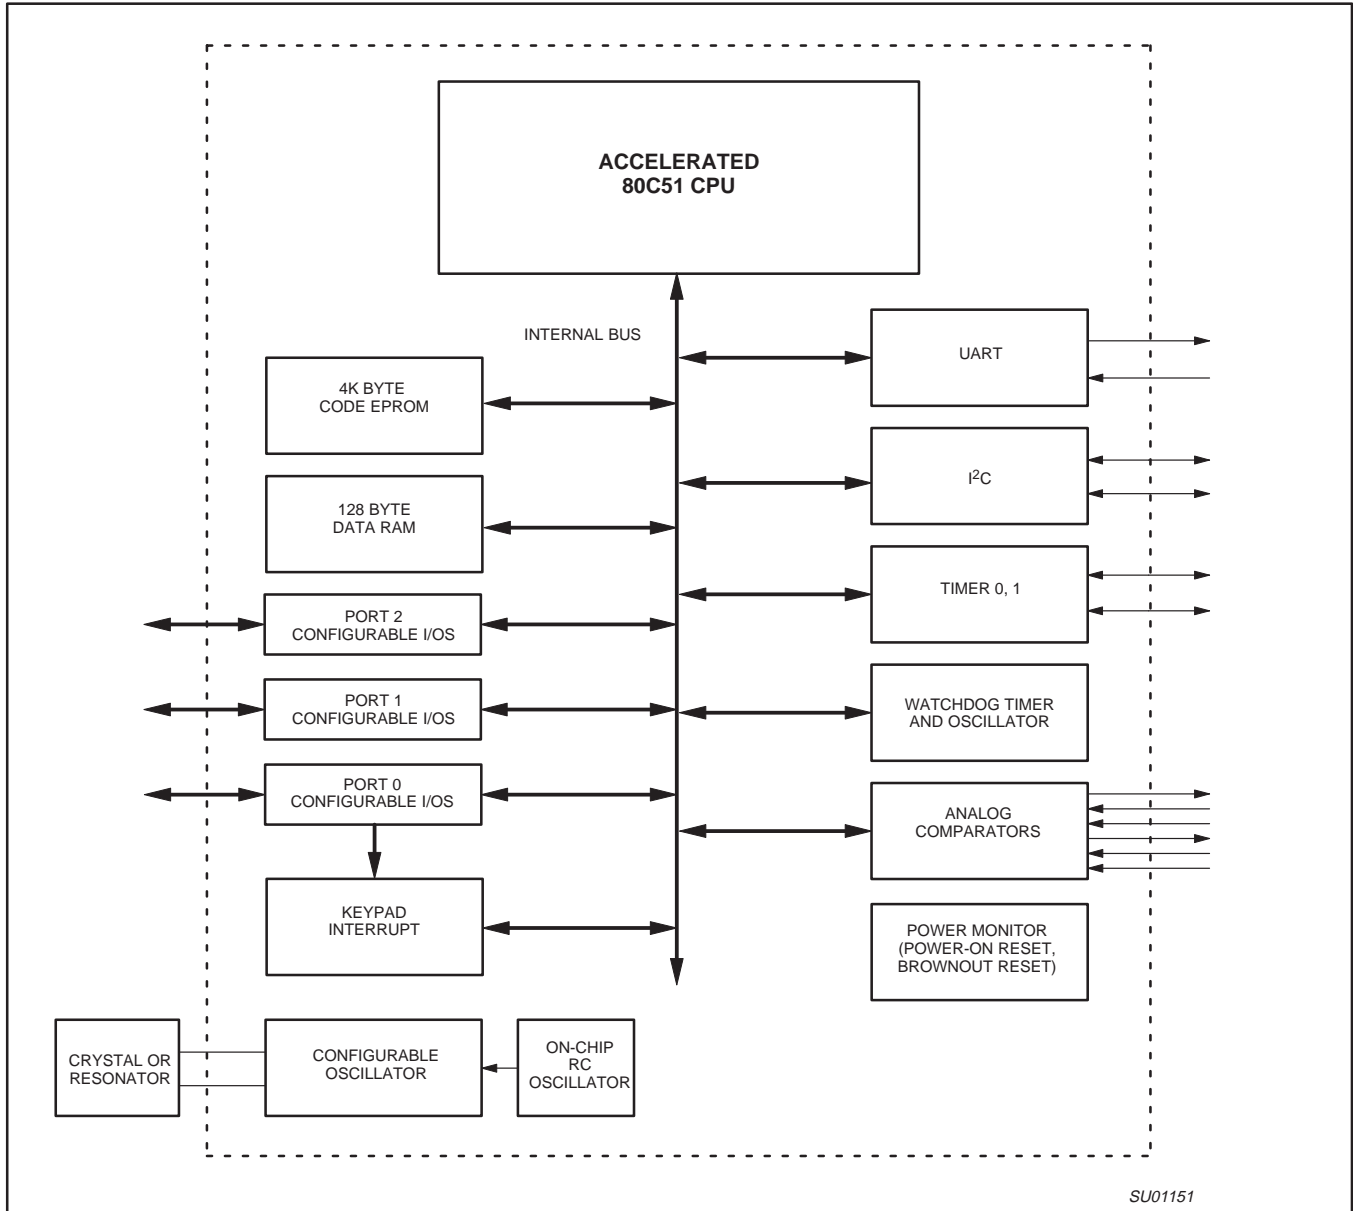 ACCELERATED
80C51 CPU
INTERNAL BUS
UART
4K BYTE
CODE EPROM
I²C
128 BYTE
DATA RAM
TIMER 0, 1
PORT 2
CONFIGURABLE I/OS
PORT 1
CONFIGURABLE I/OS
WATCHDOG TIMER
AND OSCILLATOR
PORT 0
CONFIGURABLE I/OS
ANALOG
COMPARATORS
KEYPAD
INTERRUPT
POWER MONITOR
(POWER-ON RESET,
BROWNOUT RESET)
CRYSTAL OR
RESONATOR
CONFIGURABLE
OSCILLATOR
ON-CHIP
RC
OSCILLATOR
SU01151